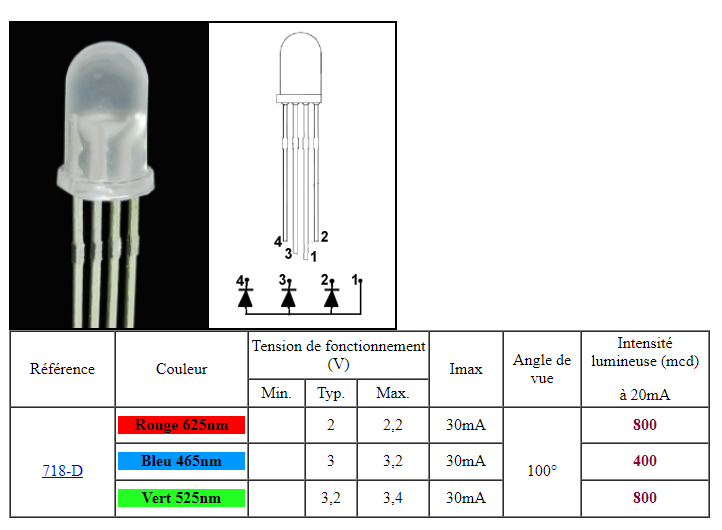 4
2
3
1
4
3
2
1
Référence
Couleur
Tension de fonctionnement
(V)
Min.
Typ.
Max.
Imax
Angle de
vue
Intensité
lumineuse (mcd)
à 20mA
718-D
Rouge 625nm
2
2,2
30mA
100°
800
Bleu 465nm
3
3,2
30mA
400
Vert 525nm
3,2
3,4
30mA
800